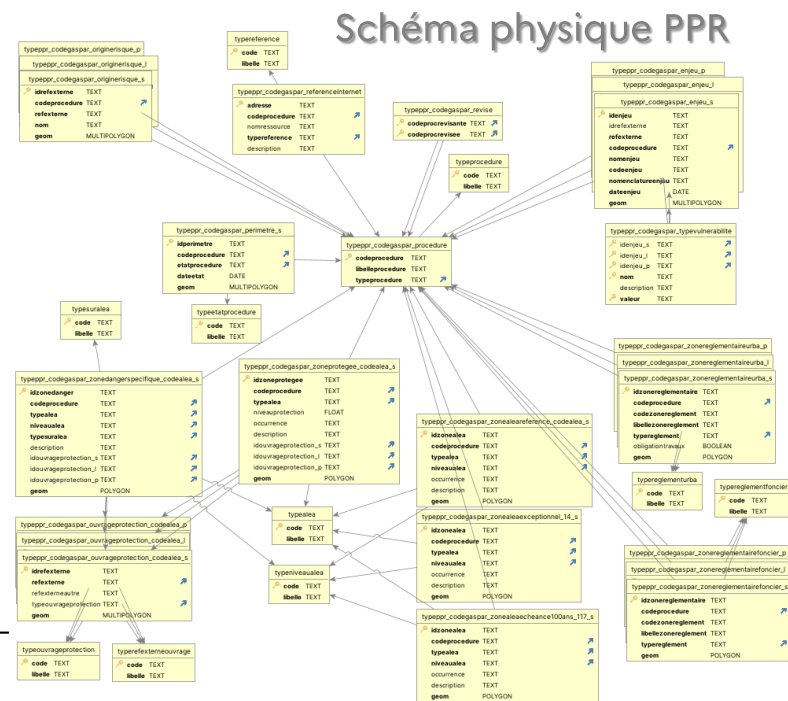 Schéma physique PPR
typeppr_codegaspar_originerisque_p
typeppr_codegaspar_originerisque_l
typeppr_codegaspar_originerisque_s
idrefexterne TEXT
codeprocedure TEXT
refexterne TEXT
nom TEXT
geom MULTIPOLYGON
typereference
code TEXT
libelle TEXT
typeppr_codegaspar_referenceinternet
adresse TEXT
codeprocedure TEXT
nomressource TEXT
typereference TEXT
description TEXT
typeppr_codegaspar_revise
codeprocrevisante TEXT
codeprocrevisee TEXT
typeprocedure
code TEXT
libelle TEXT
typeppr_codegaspar_enjeu_p
typeppr_codegaspar_enjeu_l
typeppr_codegaspar_enjeu_s
idenjeu TEXT
idrefexterne TEXT
refexterne TEXT
codeprocedure TEXT
nomenjeu TEXT
codeenjeu TEXT
nomenclatureenjeu TEXT
dateenjeu DATE
geom MULTIPOLYGON
typeppr_codegaspar_perimetre_s
idperimetre TEXT
codeprocedure TEXT
etatprocedure TEXT
dateetat DATE
geom MULTIPOLYGON
typeppr_codegaspar_procedure
codeprocedure TEXT
libelleprocedure TEXT
typeprocedure TEXT
typeppr_codegaspar_typevulnerabilite
idenjeu_s TEXT
idenjeu_l TEXT
idenjeu_p TEXT
nom TEXT
description TEXT
valeur TEXT
typesuralea
code TEXT
libelle TEXT
typeetatprocedure
code TEXT
libelle TEXT
typeppr_codegaspar_zonedangerspecifique_codealea_s
idzonedanger TEXT
codeprocedure TEXT
typealea TEXT
niveaualea TEXT
typesuralea TEXT
description TEXT
idouvrageprotection_s TEXT
idouvrageprotection_l TEXT
idouvrageprotection_p TEXT
geom POLYGON
typeppr_codegaspar_zoneprotegee_codealea_s
idzoneprotegee TEXT
codeprocedure TEXT
typealea TEXT
niveauprotection FLOAT
occurrence TEXT
description TEXT
idouvrageprotection_s TEXT
idouvrageprotection_l TEXT
idouvrageprotection_p TEXT
geom POLYGON
typeppr_codegaspar_zonereglementaireurba_p
typeppr_codegaspar_zonereglementaireurba_l
typeppr_codegaspar_zonereglementaireurba_s
idzonereglementaire TEXT
codeprocedure TEXT
codezonereglement TEXT
libellezonereglement TEXT
typereglement TEXT
obligationtravaux BOOLEAN
geom POLYGON
typeppr_codegaspar_zonealeareference_codealea_s
idzonealea TEXT
codeprocedure TEXT
typealea TEXT
niveaualea TEXT
occurrence TEXT
description TEXT
geom POLYGON
typereglementurba
code TEXT
libelle TEXT
typereglementfoncier
code TEXT
libelle TEXT
typeppr_codegaspar_ouvrageprotection_codealea_p
typeppr_codegaspar_ouvrageprotection_codealea_l
typeppr_codegaspar_ouvrageprotection_codealea_s
idrefexterne TEXT
refexterne TEXT
refexterneautre TEXT
typeouvrageprotection TEXT
geom MULTIPOLYGON
typealea
code TEXT
libelle TEXT
typeniveaualea
code TEXT
libelle TEXT
typeppr_codegaspar_zonealeaexceptionnel_14_s
idzonealea TEXT
codeprocedure TEXT
typealea TEXT
niveaualea TEXT
occurrence TEXT
description TEXT
geom POLYGON
typeppr_codegaspar_zonereglementairefoncier_p
typeppr_codegaspar_zonereglementairefoncier_l
typeppr_codegaspar_zonereglementairefoncier_s
idzonereglementaire TEXT
codeprocedure TEXT
codezonereglement TEXT
libellezonereglement TEXT
typereglement TEXT
geom POLYGON
typeppr_codegaspar_zonealeaecheance100ans_117_s
idzonealea TEXT
codeprocedure TEXT
typealea TEXT
niveaualea TEXT
occurrence TEXT
description TEXT
geom POLYGON
typeouvrageprotection
code TEXT
libelle TEXT
typerefexterneouvrage
code TEXT
libelle TEXT